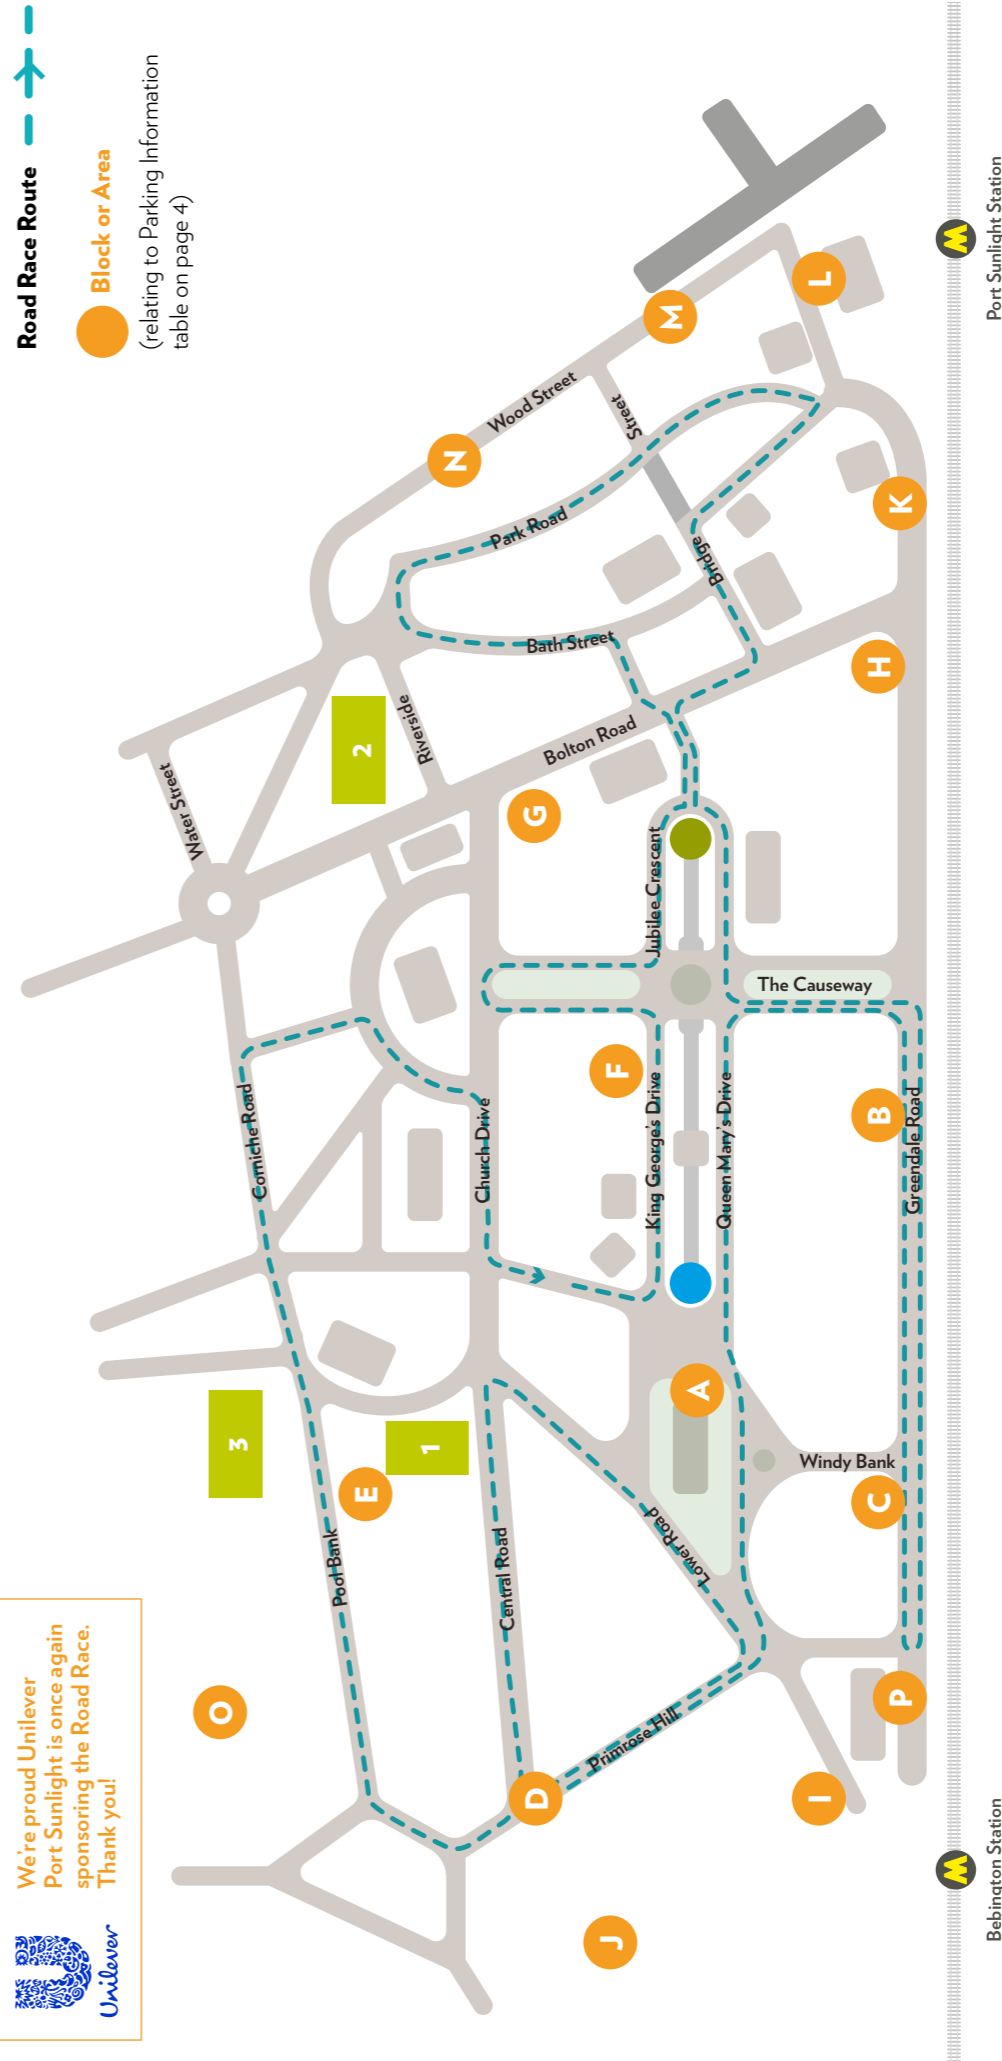 We're proud Unilever
Port Sunlight is once again
sponsoring the Road Race.
Thank you!
Unilever
Road Race Route
Block or Area
(relating to Parking Information
table on page 4)
O
3
Pool Bank
E
1
Central Road
D
J
Primrose Hill
Lower Road
I
P
C
Windy Bank
A
Corniche Road
Church Drive
King George's Drive
Queen Mary's Drive
Greendale Road
B
F
The Causeway
Jubilee Crescent
G
Water Street
2
Riverside
Bolton Road
Bath Street
Park Road
Bridge
Street
Wood Street
N
M
L
K
H
W
Bebington Station
W
Port Sunlight Station